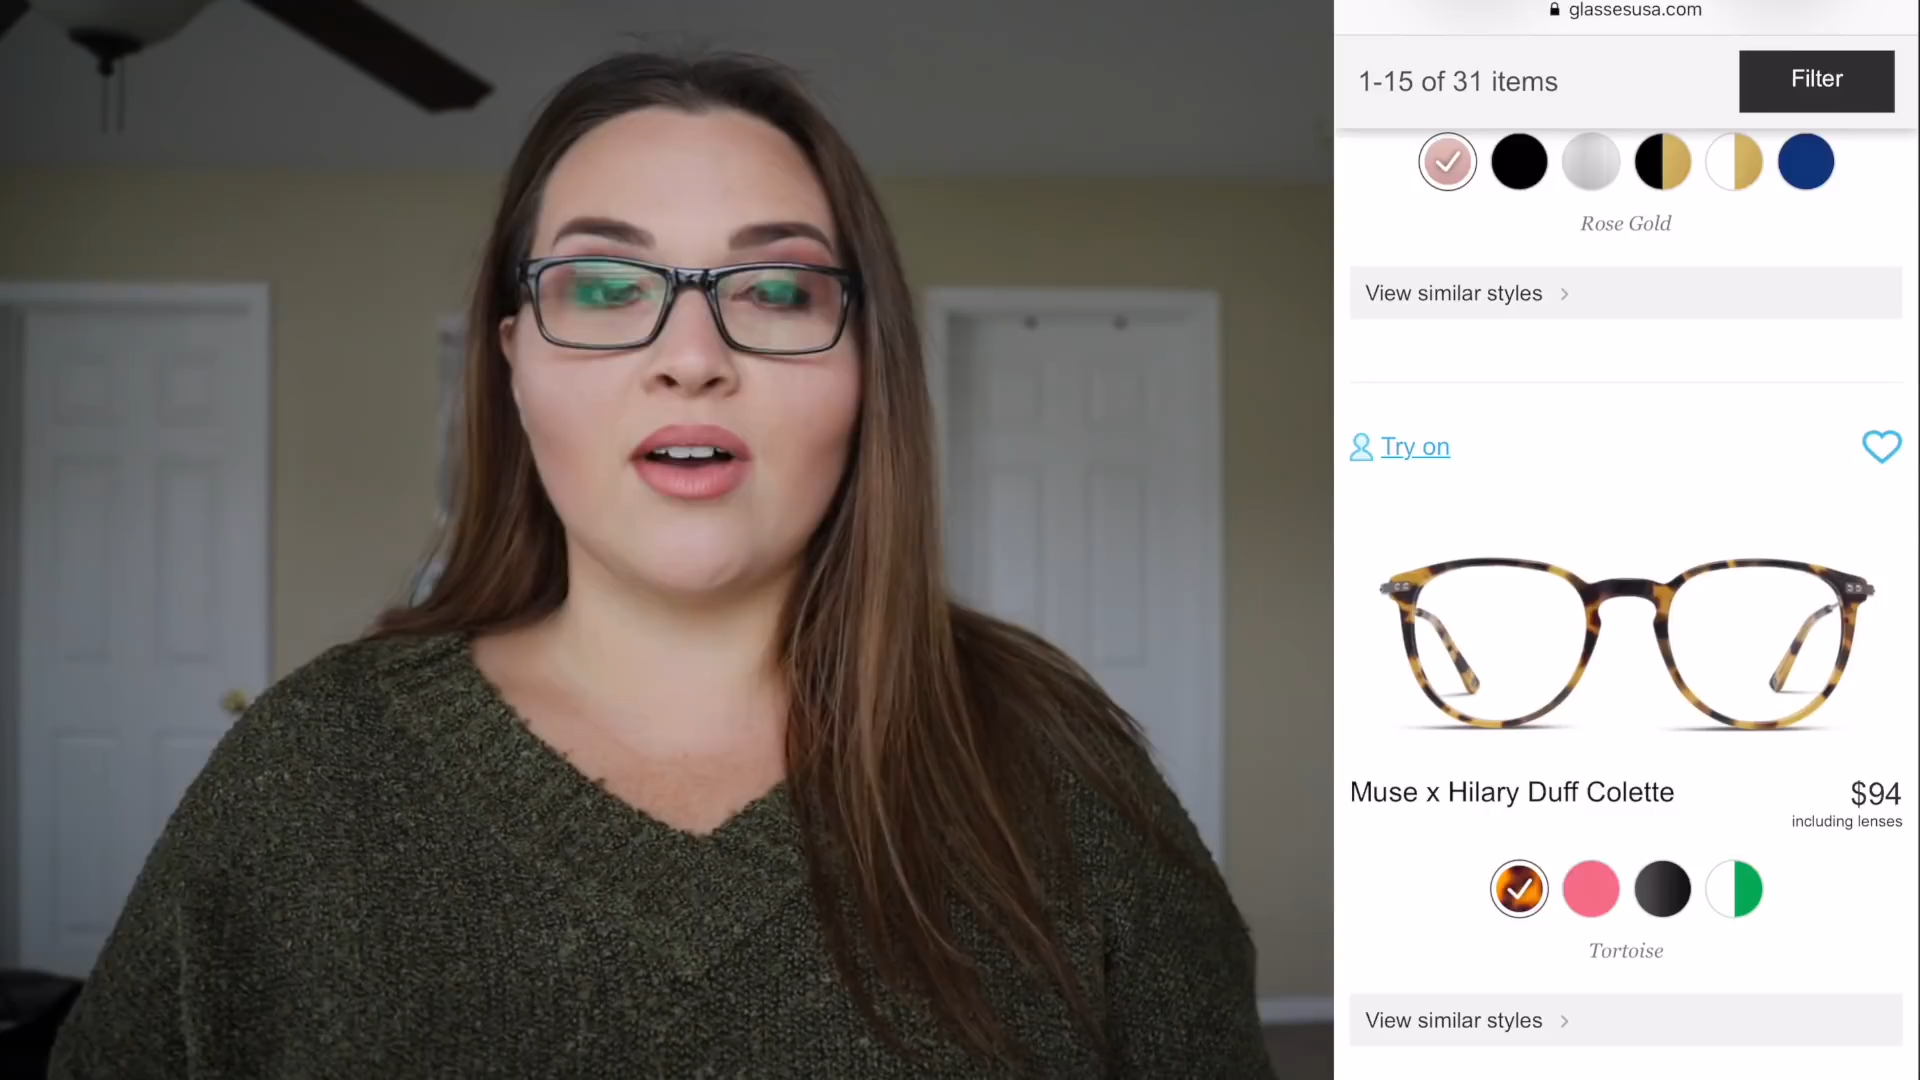 glassesusa.com
1-15 of 31 items
Filter
Rose Gold
View similar styles
Try on
Muse x Hilary Duff Colette
$94
including lenses
Tortoise
View similar styles